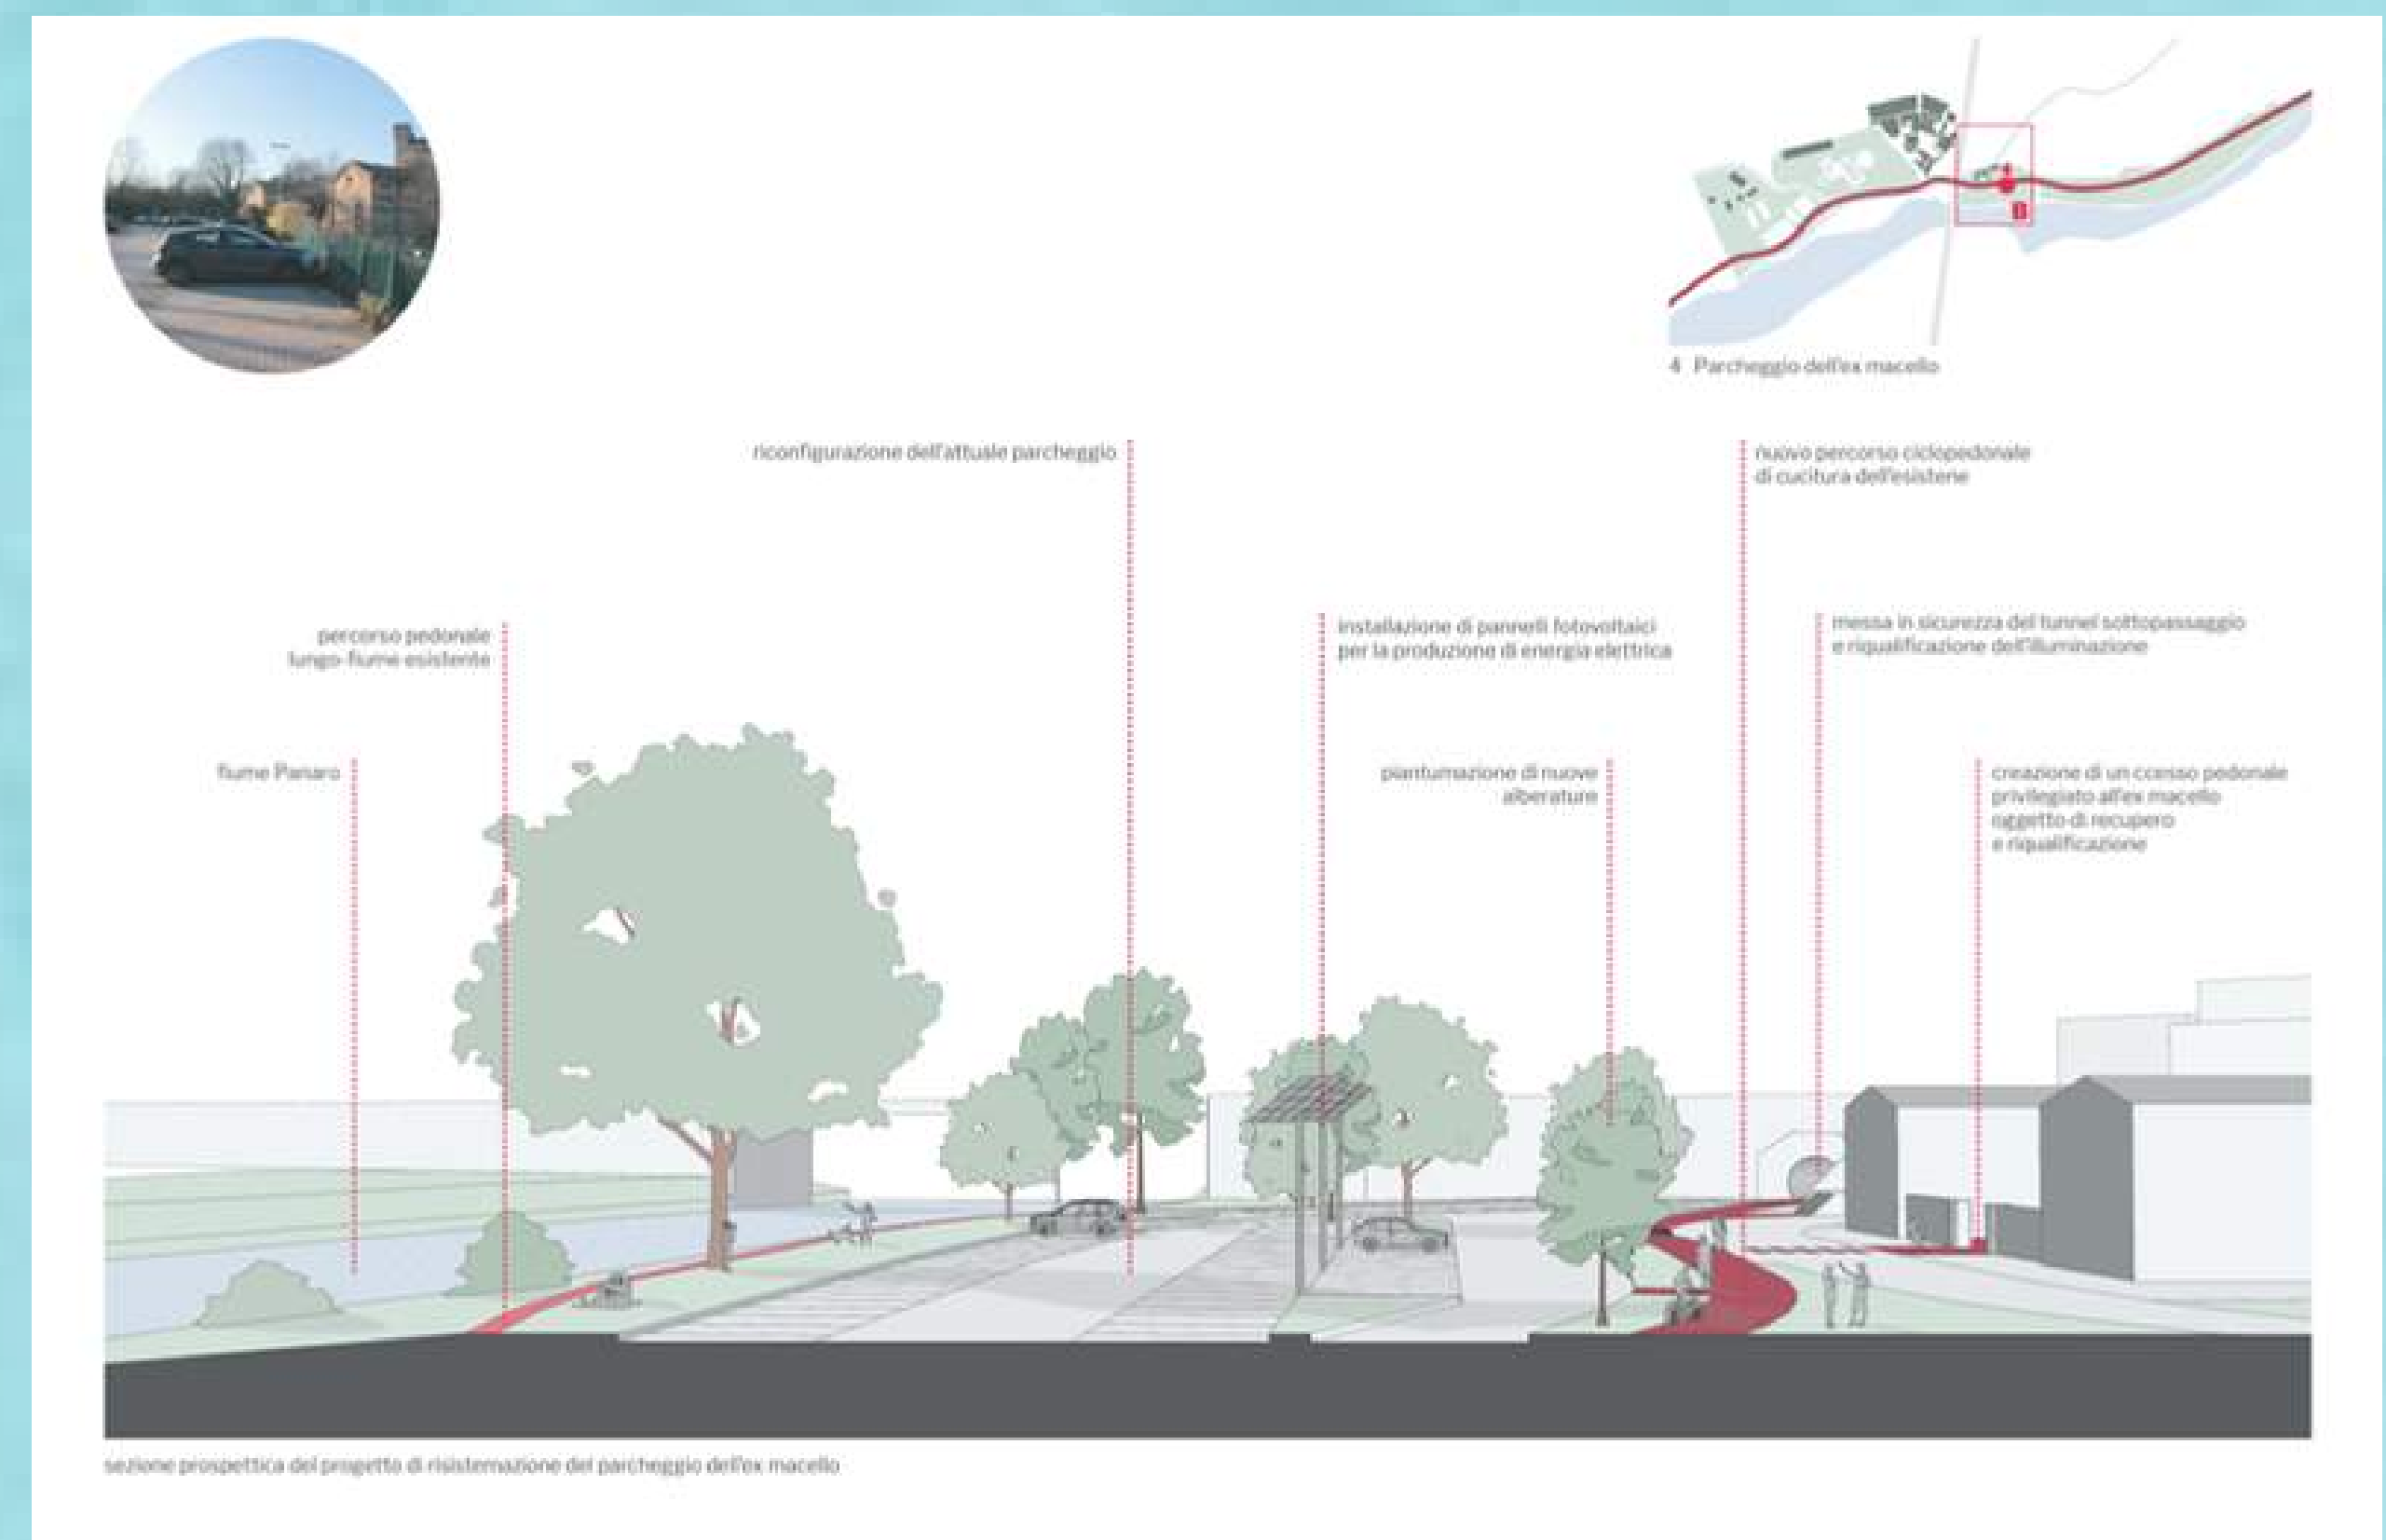 4 Parcheggio dell'ex macello
riconfigurazione dell'attuale parcheggio
nuovo percorso ciclopedonale
di cucitura dell'esistene
percorso pedonale
lungo-fiume esistente
installazione di pannelli fotovoltaici
per la produzione di energia elettrica
messa in sicurezza del tunnel sottopassaggio
e riqualificazione dell'illuminazione
fiume Panaro
piantumazione di nuove
alberature
creazione di un ccesso pedonale
privilegiato all'ex macello
oggetto di recupero
e riqualificazione
sezione prospettica del progetto di risistemazione del parcheggio dell'ex macello